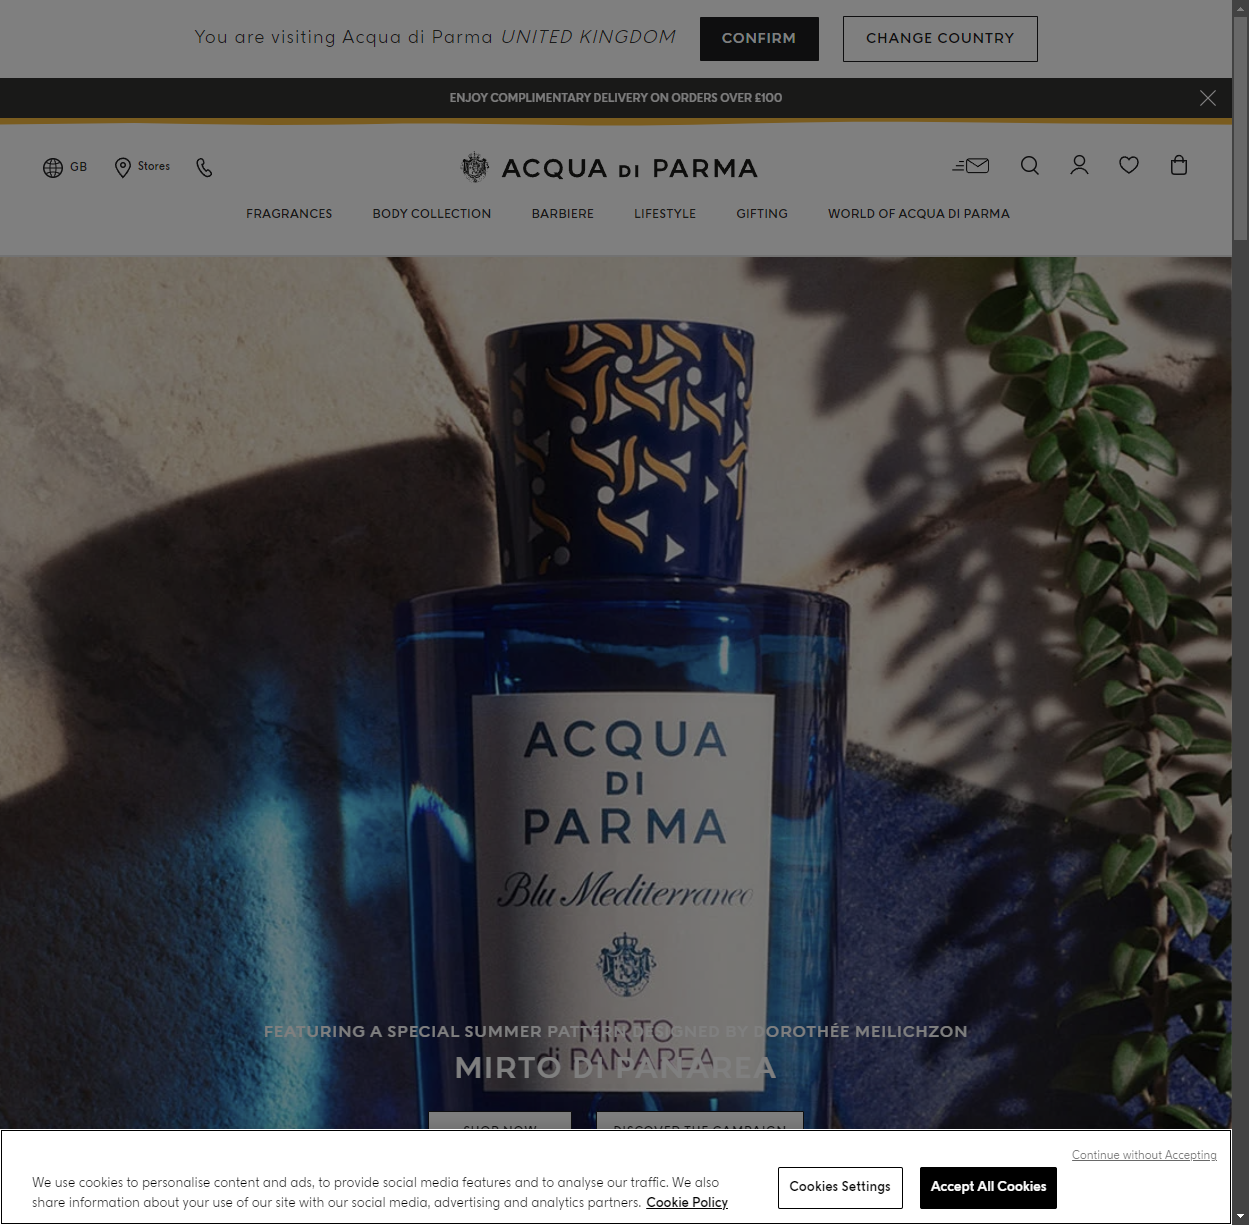 You are visiting Acqua di Parma UNITED KINGDOM
CONFIRM
CHANGE COUNTRY
ENJOY COMPLIMENTARY DELIVERY ON ORDERS OVER £100
GB
Stores
ACQUA DI PARMA
FRAGRANCES
BODY COLLECTION
BARBIERE
LIFESTYLE
GIFTING
WORLD OF ACQUA DI PARMA
ACQUA
DI
PARMA
Blu Mediterraneo
MIRTO
di PANAREA
FEATURING A SPECIAL SUMMER PATTERN DESIGNED BY DOROTHÉE MEILICHZON
MIRTO DI PANAREA
SHOP NOW
DISCOVER THE CAMPAIGN
Continue without Accepting
We use cookies to personalise content and ads, to provide social media features and to analyse our traffic. We also
share information about your use of our site with our social media, advertising and analytics partners. Cookie Policy
Cookies Settings
Accept All Cookies